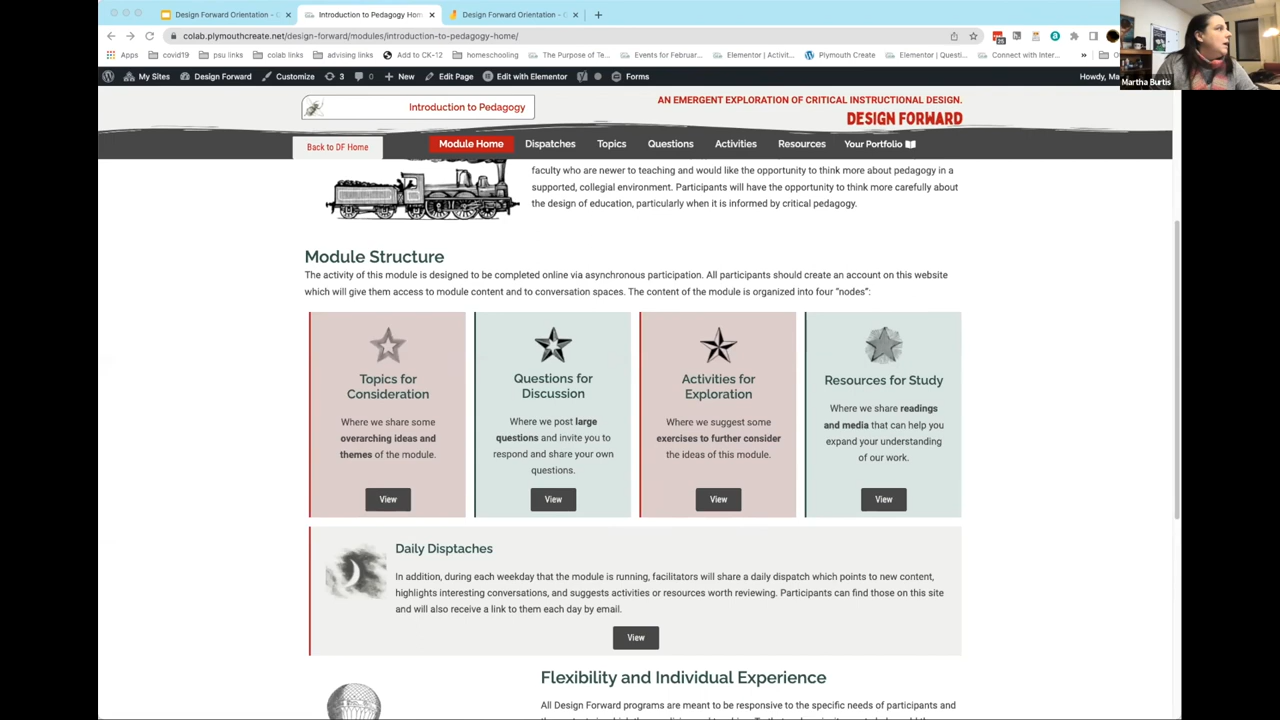 Design Forward Orientation – G
Introduction to Pedagogy Hom
Design Forward Orientation – C
colab.plymouthcreate.net/design-forward/modules/introduction-to-pedagogy-home/
Apps
covid19
psu links
colab links
advising links
Add to CK-12
homeschooling
The Purpose of Te...
Events for Februar...
Elementor | Activit...
Plymouth Create
Elementor | Questi...
Connect with Inter...
»
My Sites
Design Forward
Customize
3
0
New
Edit Page
Edit with Elementor
Forms
Howdy, Ma
Martha Burtis
Introduction to Pedagogy
AN EMERGENT EXPLORATION OF CRITICAL INSTRUCTIONAL DESIGN.
DESIGN FORWARD
Back to DF Home
Module Home
Dispatches
Topics
Questions
Activities
Resources
Your Portfolio
faculty who are newer to teaching and would like the opportunity to think more about pedagogy in a
supported, collegial environment. Participants will have the opportunity to think more carefully about
the design of education, particularly when it is informed by critical pedagogy.
Module Structure
The activity of this module is designed to be completed online via asynchronous participation. All participants should create an account on this website
which will give them access to module content and to conversation spaces. The content of the module is organized into four “nodes”:
Topics for
Consideration
Where we share some
overarching ideas and
themes of the module.
View
Questions for
Discussion
Where we post large
questions and invite you to
respond and share your own
questions.
View
Activities for
Exploration
Where we suggest some
exercises to further consider
the ideas of this module.
View
Resources for Study
Where we share readings
and media that can help you
expand your understanding
of our work.
View
Daily Disptaches
In addition, during each weekday that the module is running, facilitators will share a daily dispatch which points to new content,
highlights interesting conversations, and suggests activities or resources worth reviewing. Participants can find those on this site
and will also receive a link to them each day by email.
View
Flexibility and Individual Experience
All Design Forward programs are meant to be responsive to the specific needs of participants and